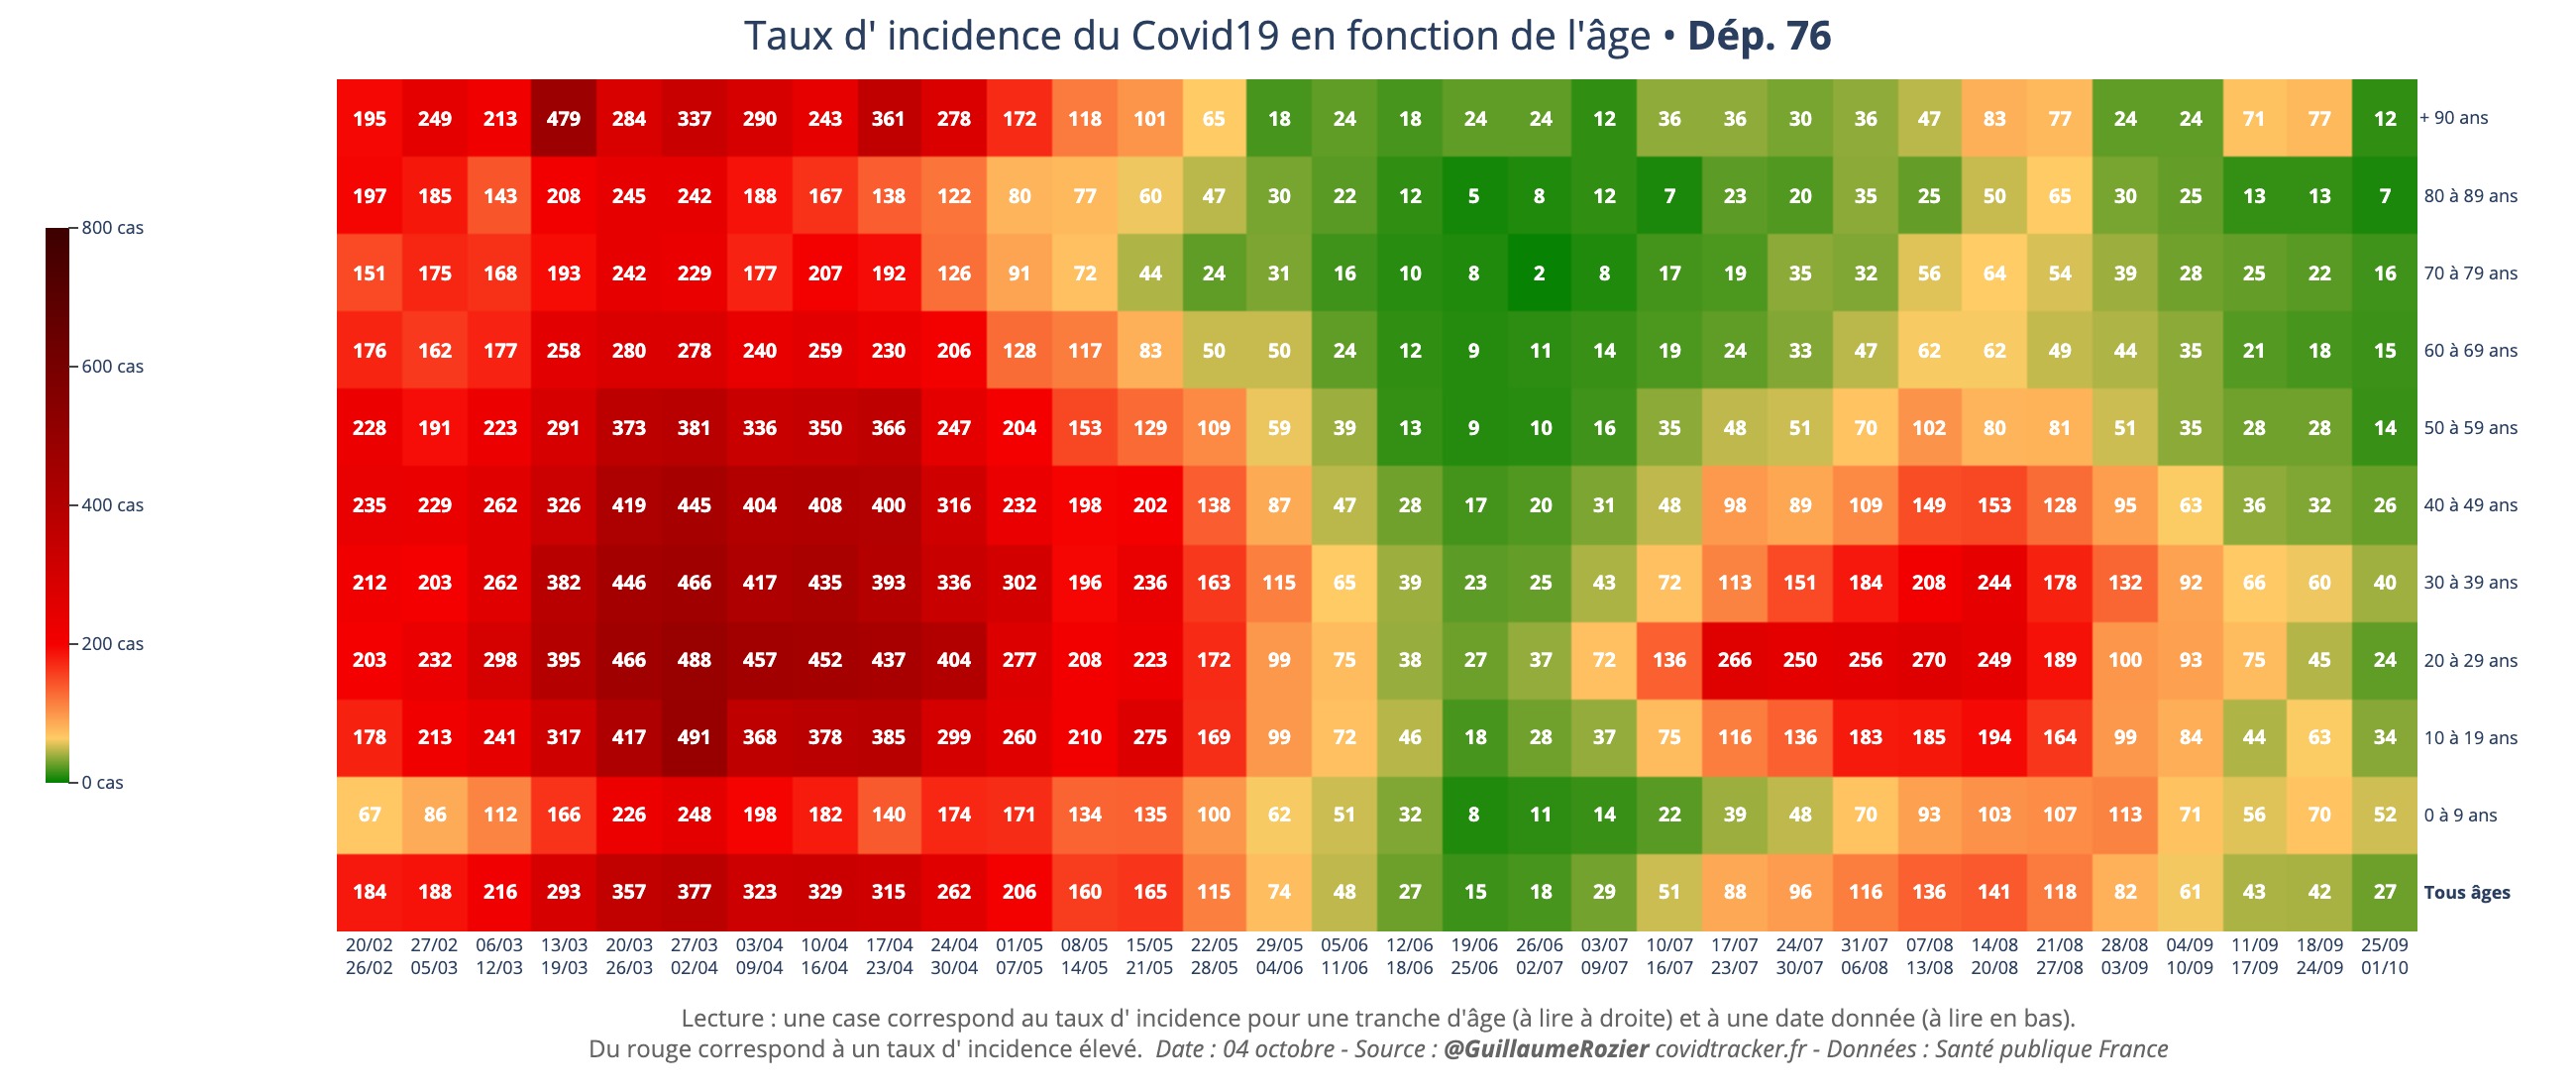 Taux d' incidence du Covid19 en fonction de l'âge • Dép. 76
800 cas
600 cas
400 cas
200 cas
0 cas
195 249 213 479 284 337 290 243 361 278 172 118 101 65 18 24 18 24 24 12 36 36 30 36 47 83 77 24 24 71 77 12 + 90 ans
197 185 143 208 245 242 188 167 138 122 80 77 60 47 30 22 12 5 8 12 7 23 20 35 25 50 65 30 25 13 13 7 80 à 89 ans
151 175 168 193 242 229 177 207 192 126 91 72 44 24 31 16 10 8 2 8 17 19 35 32 56 64 54 39 28 25 22 16 70 à 79 ans
176 162 177 258 280 278 240 259 230 206 128 117 83 50 50 24 12 9 11 14 19 24 33 47 62 62 49 44 35 21 18 15 60 à 69 ans
228 191 223 291 373 381 336 350 366 247 204 153 129 109 59 39 13 9 10 16 35 48 51 70 102 80 81 51 35 28 28 14 50 à 59 ans
235 229 262 326 419 445 404 408 400 316 232 198 202 138 87 47 28 17 20 31 48 98 89 109 149 153 128 95 63 36 32 26 40 à 49 ans
212 203 262 382 446 466 417 435 393 336 302 196 236 163 115 65 39 23 25 43 72 113 151 184 208 244 178 132 92 66 60 40 30 à 39 ans
203 232 298 395 466 488 457 452 437 404 277 208 223 172 99 75 38 27 37 72 136 266 250 256 270 249 189 100 93 75 45 24 20 à 29 ans
178 213 241 317 417 491 368 378 385 299 260 210 275 169 99 72 46 18 28 37 75 116 136 183 185 194 164 99 84 44 63 34 10 à 19 ans
67 86 112 166 226 248 198 182 140 174 171 134 135 100 62 51 32 8 11 14 22 39 48 70 93 103 107 113 71 56 70 52 0 à 9 ans
184 188 216 293 357 377 323 329 315 262 206 160 165 115 74 48 27 15 18 29 51 88 96 116 136 141 118 82 61 43 42 27 Tous âges
20/02 27/02 06/03 13/03 20/03 27/03 03/04 10/04 17/04 24/04 01/05 08/05 15/05 22/05 29/05 05/06 12/06 19/06 26/06 03/07 10/07 17/07 24/07 31/07 07/08 14/08 21/08 28/08 04/09 11/09 18/09 25/09
26/02 05/03 12/03 19/03 26/03 02/04 09/04 16/04 23/04 30/04 07/05 14/05 21/05 28/05 04/06 11/06 18/06 25/06 02/07 09/07 16/07 23/07 30/07 06/08 13/08 20/08 27/08 03/09 10/09 17/09 24/09 01/10
Lecture : une case correspond au taux d' incidence pour une tranche d'âge (à lire à droite) et à une date donnée (à lire en bas).
Du rouge correspond à un taux d' incidence élevé. Date : 04 octobre - Source : @GuillaumeRozier covidtracker.fr - Données : Santé publique France